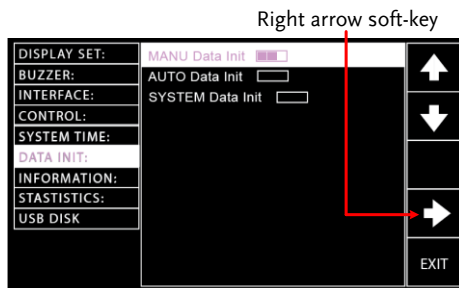 Right arrow soft-key
DISPLAY SET:
BUZZER:
INTERFACE:
CONTROL:
SYSTEM TIME:
DATA INIT:
INFORMATION:
STASTISTICS:
USB DISK
MANU Data Init
AUTO Data Init
SYSTEM Data Init
EXIT